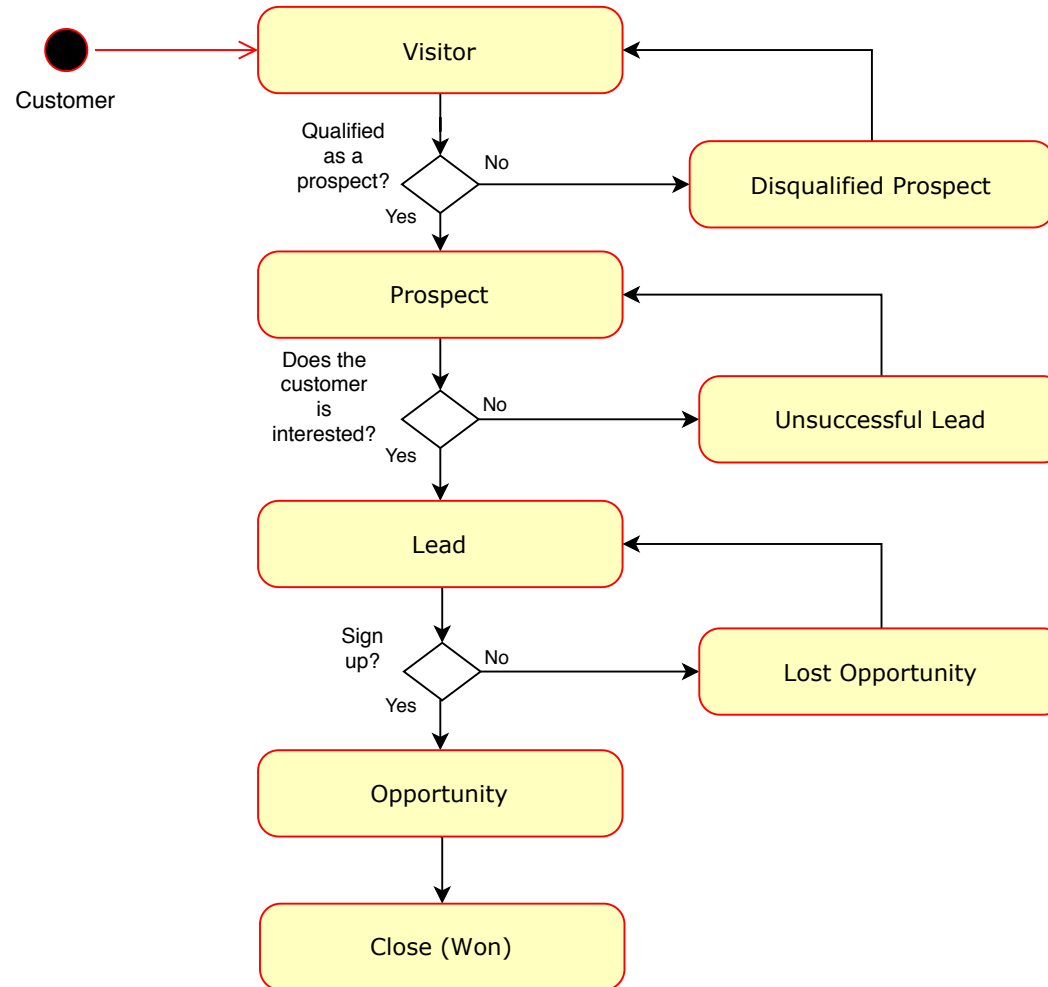 Visitor
Customer
Qualified
as a
prospect?
No
Disqualified Prospect
Yes
Prospect
Does the
customer
is
interested?
No
Unsuccessful Lead
Yes
Lead
Sign
up?
No
Lost Opportunity
Yes
Opportunity
Close (Won)